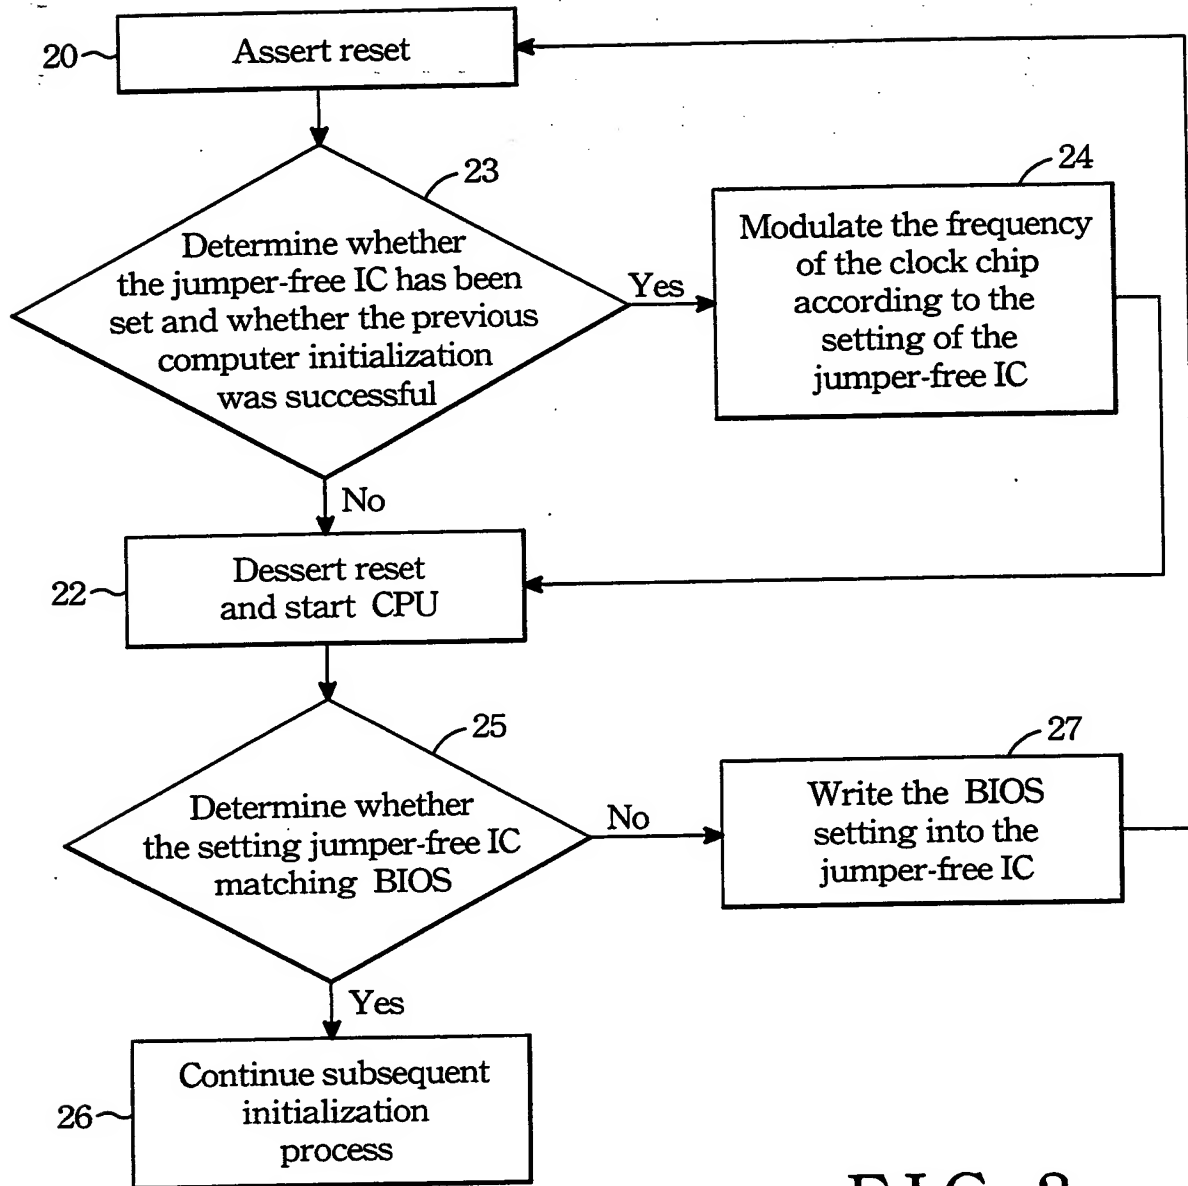 20
Assert reset
23
Determine whether
the jumper-free IC has been
set and whether the previous
computer initialization
was successful
Yes
24
Modulate the frequency
of the clock chip
according to the
setting of the
jumper-free IC
No
22
Dessert reset
and start CPU
25
Determine whether
the setting jumper-free IC
matching BIOS
No
27
Write the BIOS
setting into the
jumper-free IC
Yes
26
Continue subsequent
initialization
process